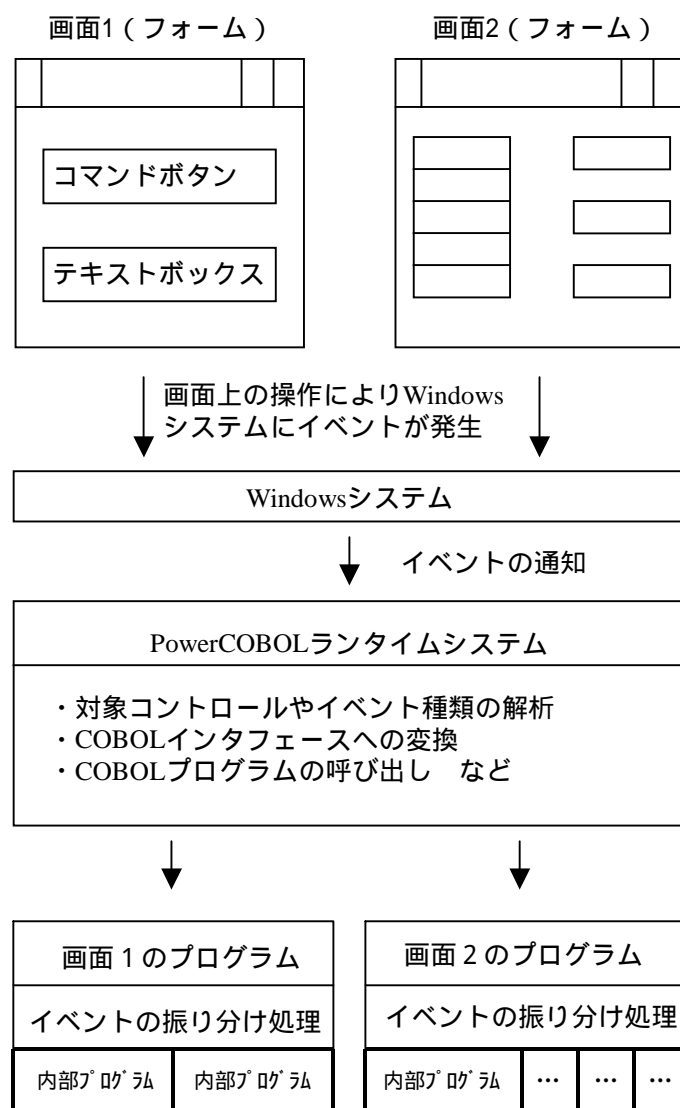 画面1（フォーム）
画面2（フォーム）
コマンドボタン
テキストボックス
画面上の操作によりWindows
システムにイベントが発生
Windowsシステム
イベントの通知
PowerCOBOLランタイムシステム
・対象コントロールやイベント種類の解析
・COBOLインタフェースへの変換
・COBOLプログラムの呼び出し　など
画面１のプログラム
画面２のプログラム
イベントの振り分け処理
イベントの振り分け処理
内部ﾌﾟﾛｸﾞﾗﾑ
内部ﾌﾟﾛｸﾞﾗﾑ
内部ﾌﾟﾛｸﾞﾗﾑ
…
…
…